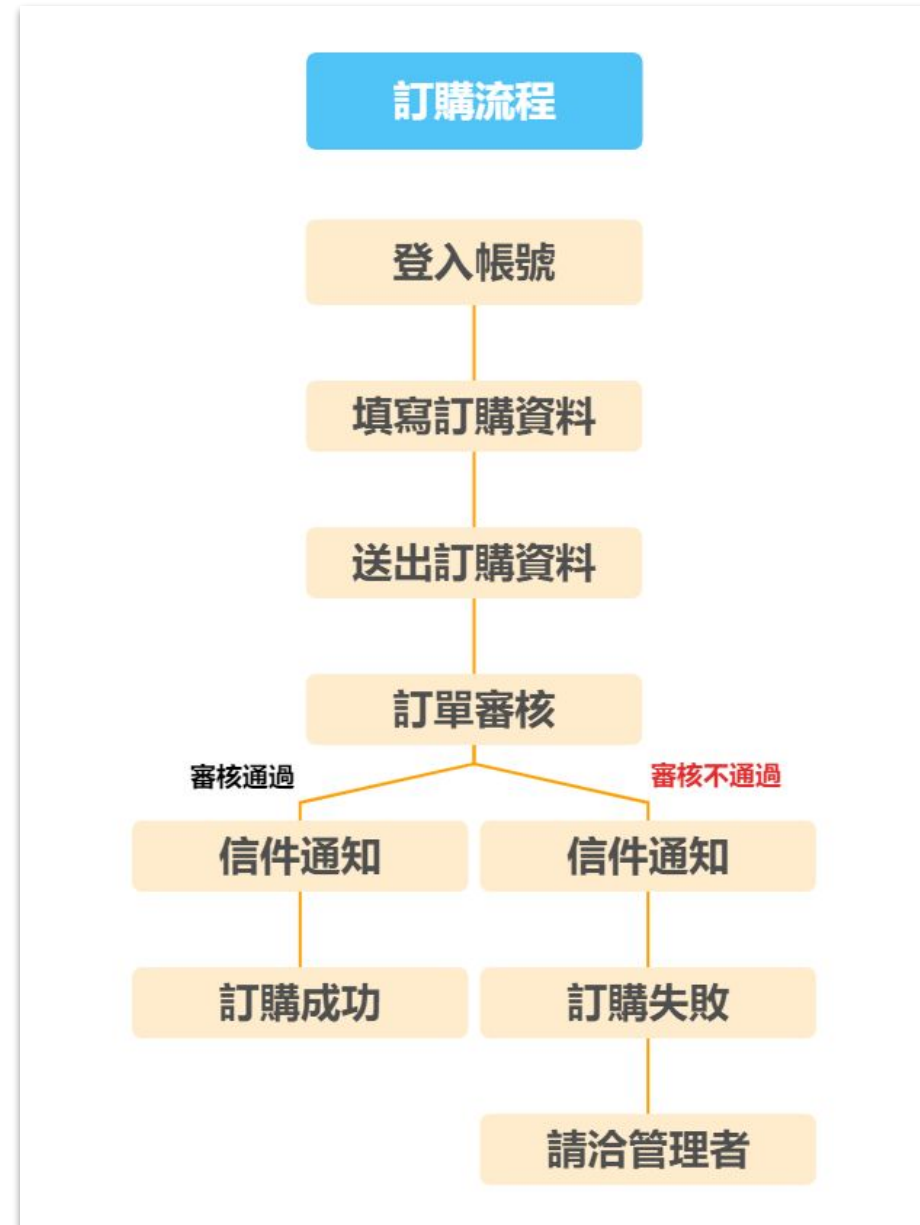 訂購流程
登入帳號
填寫訂購資料
送出訂購資料
訂單審核
審核通過
審核不通過
信件通知
信件通知
訂購成功
訂購失敗
請洽管理者